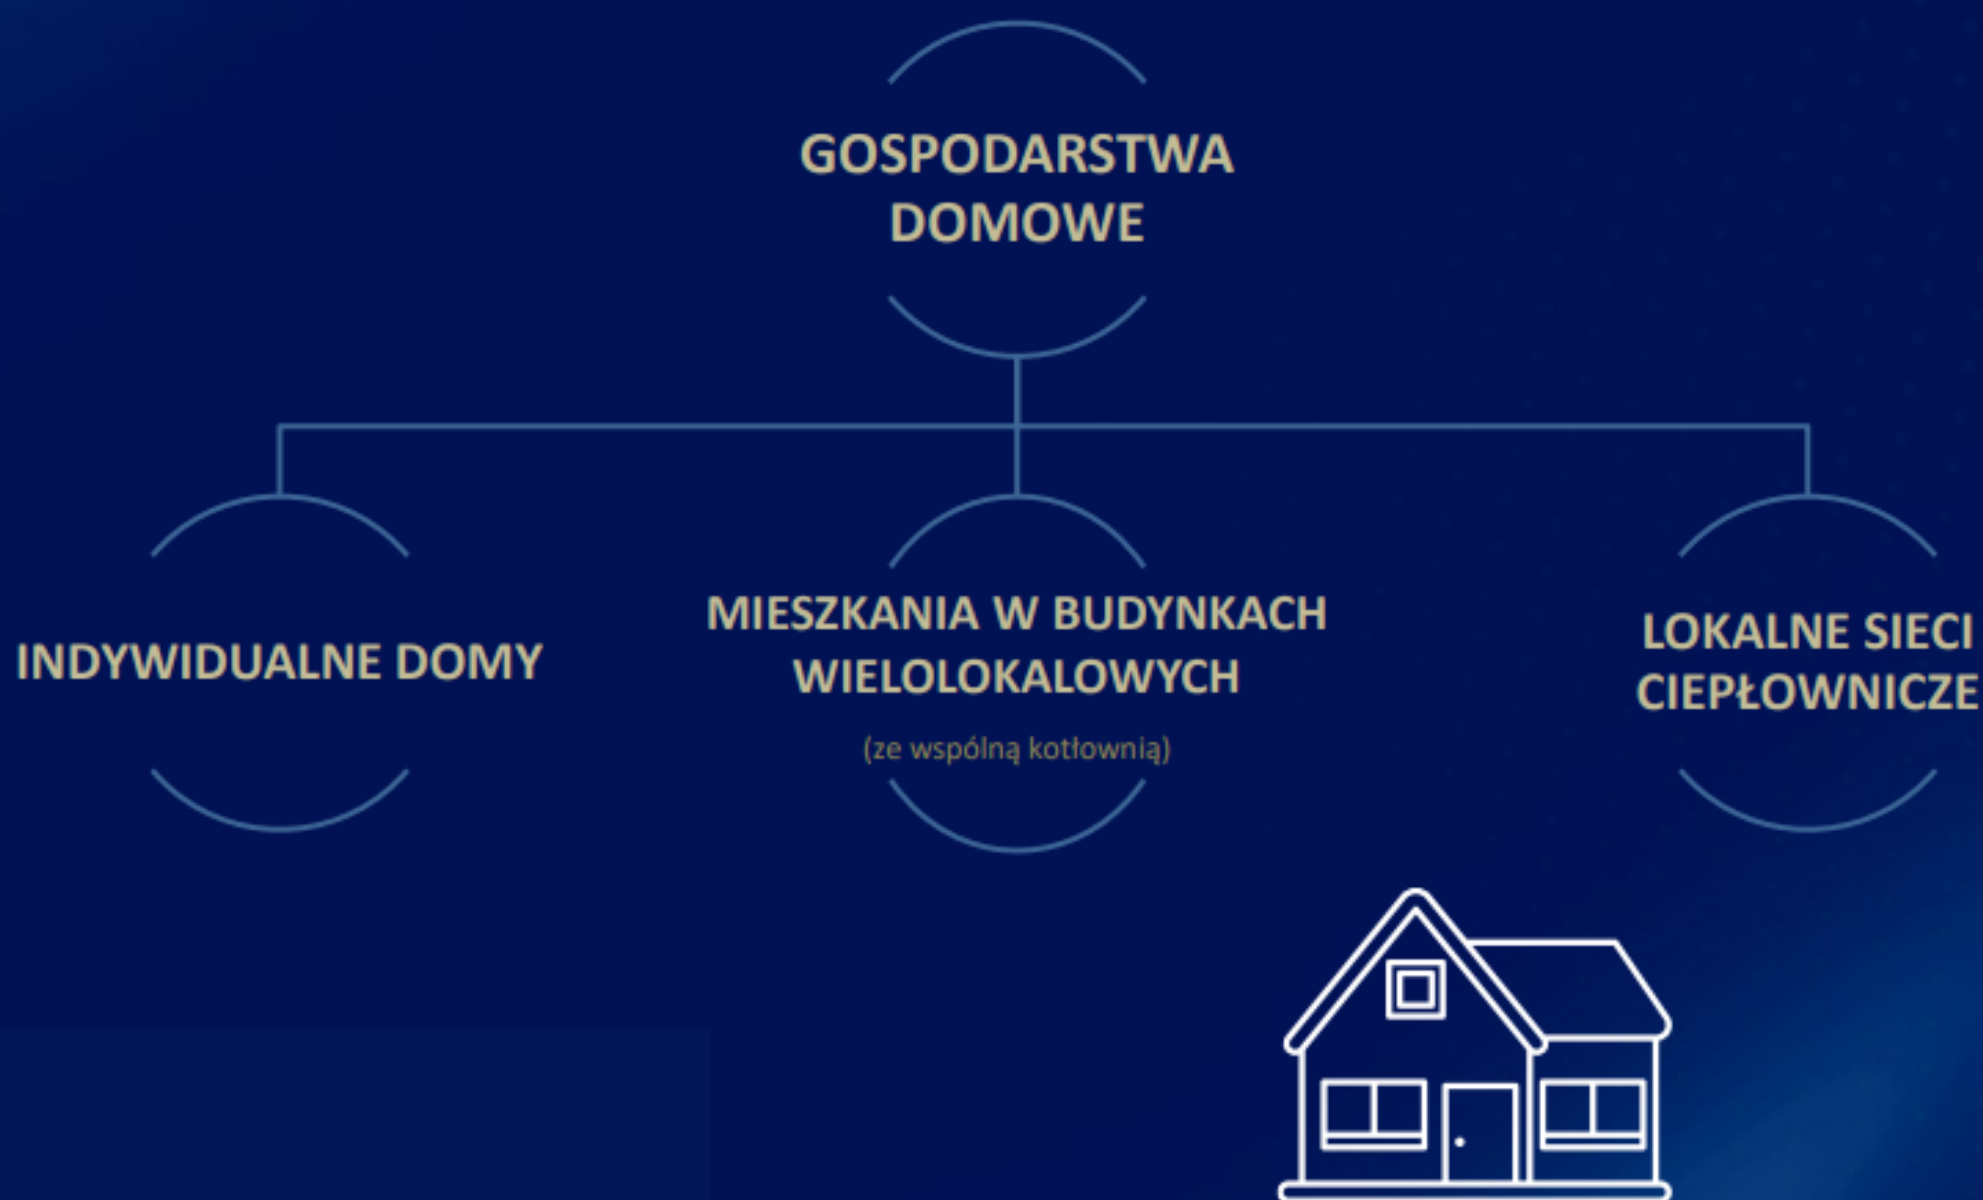 GOSPODARSTWA
DOMOWE
INDYWIDUALNE DOMY
MIESZKANIA W BUDYNKACH
WIELOLOKALOWYCH
(ze wspólną kotłownią)
LOKALNE SIECI
CIEPŁOWNICZE